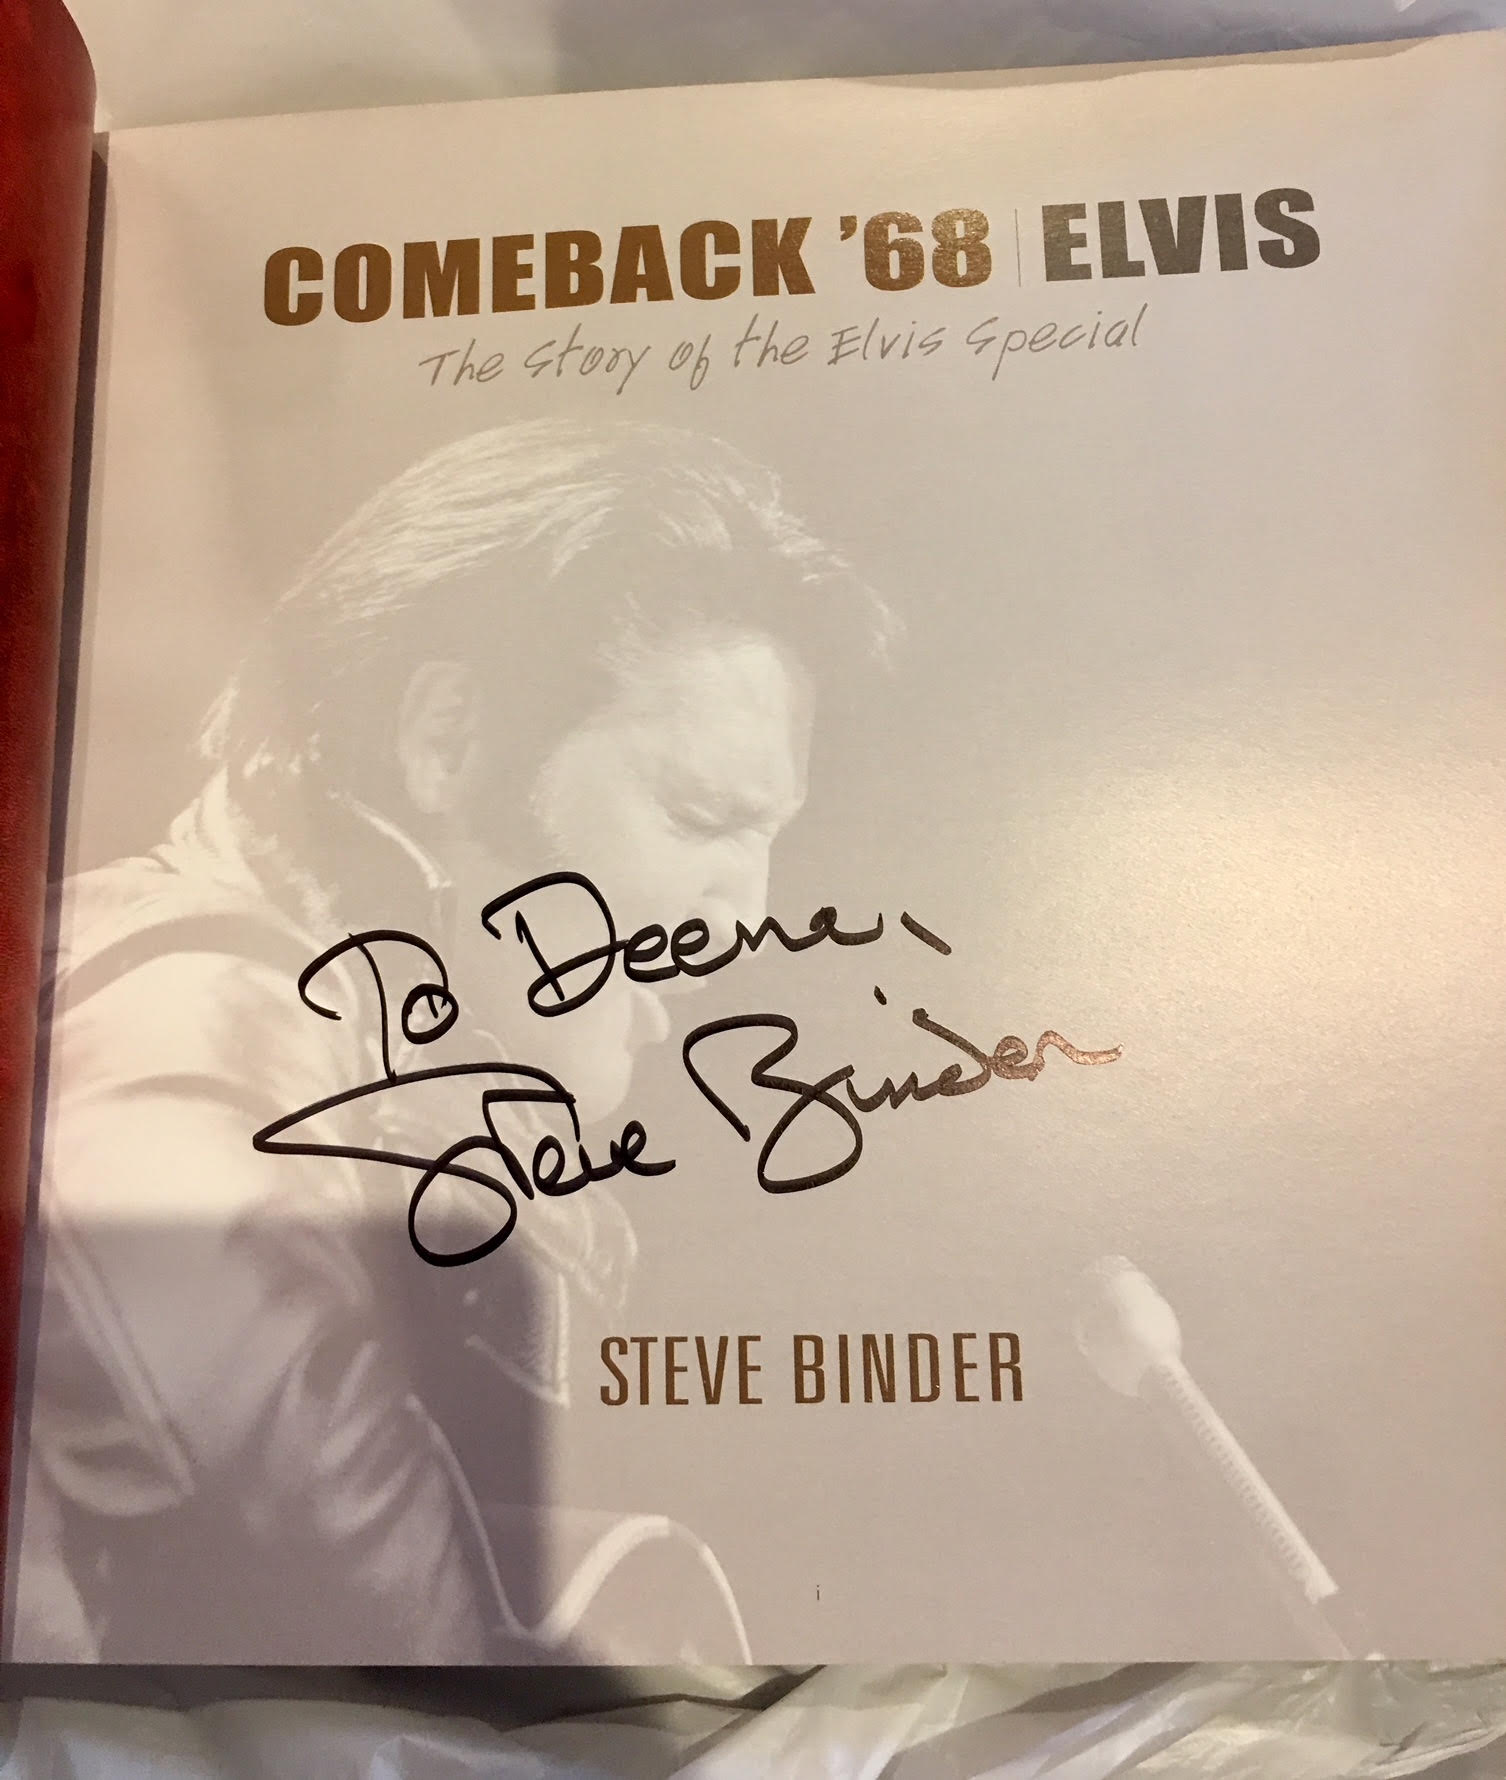 COMEBACK '68 | ELVIS
The Story of the Elvis Special
To Deena,
Steve Binder
STEVE BINDER
i